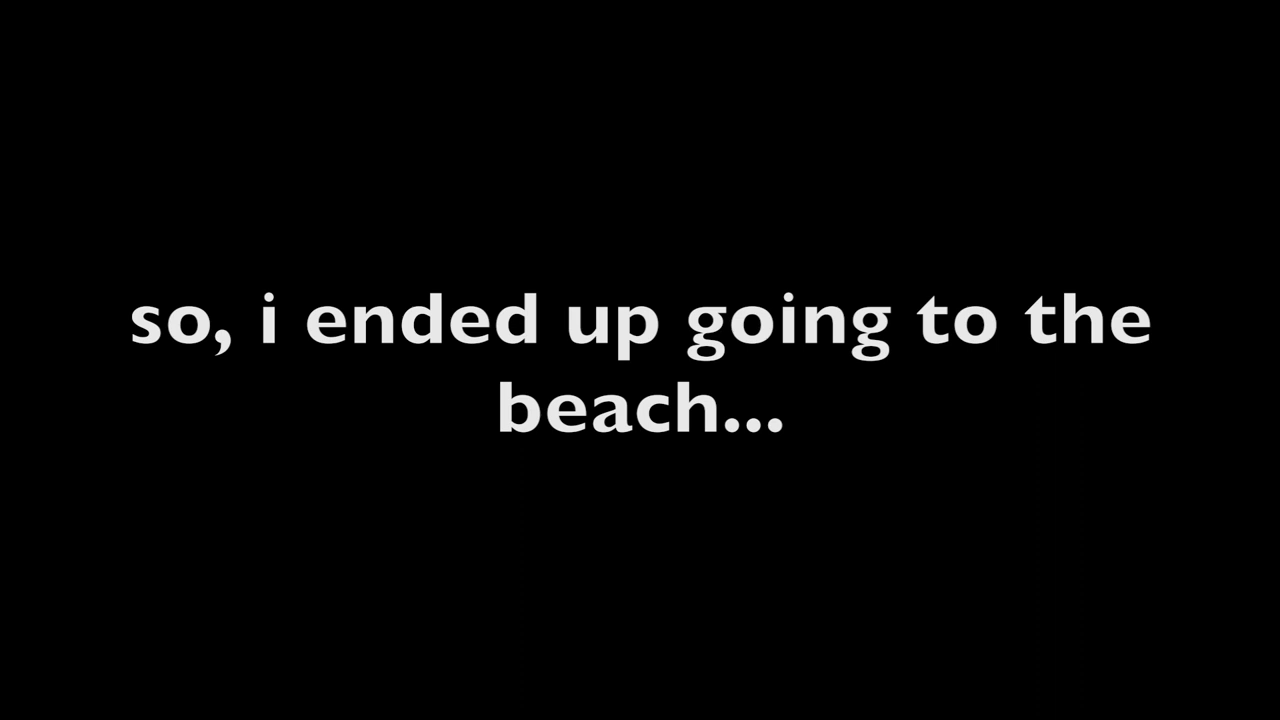 so, i ended up going to the
beach...